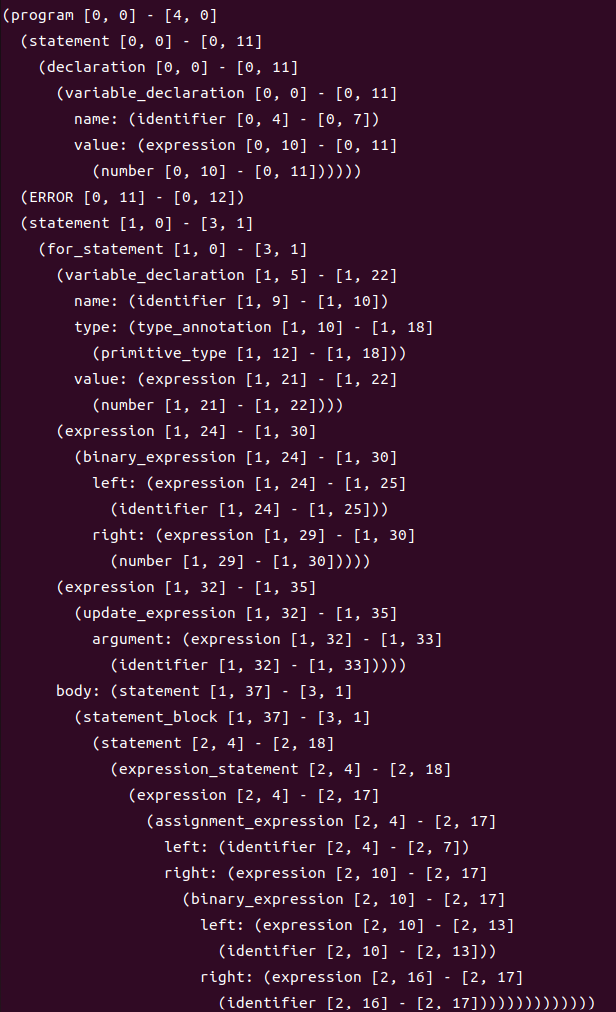 (program [0, 0] - [4, 0]
  (statement [0, 0] - [0, 11]
    (declaration [0, 0] - [0, 11]
      (variable_declaration [0, 0] - [0, 11]
        name: (identifier [0, 4] - [0, 7])
        value: (expression [0, 10] - [0, 11]
          (number [0, 10] - [0, 11])))))
  (ERROR [0, 11] - [0, 12])
  (statement [1, 0] - [3, 1]
    (for_statement [1, 0] - [3, 1]
      (variable_declaration [1, 5] - [1, 22]
        name: (identifier [1, 9] - [1, 10])
        type: (type_annotation [1, 10] - [1, 18]
          (primitive_type [1, 12] - [1, 18]))
        value: (expression [1, 21] - [1, 22]
          (number [1, 21] - [1, 22])))
      (expression [1, 24] - [1, 30]
        (binary_expression [1, 24] - [1, 30]
          left: (expression [1, 24] - [1, 25]
            (identifier [1, 24] - [1, 25]))
          right: (expression [1, 29] - [1, 30]
            (number [1, 29] - [1, 30]))))
      (expression [1, 32] - [1, 35]
        (update_expression [1, 32] - [1, 35]
          argument: (expression [1, 32] - [1, 33]
            (identifier [1, 32] - [1, 33]))))
      body: (statement [1, 37] - [3, 1]
        (statement_block [1, 37] - [3, 1]
          (statement [2, 4] - [2, 18]
            (expression_statement [2, 4] - [2, 18]
              (expression [2, 4] - [2, 17]
                (assignment_expression [2, 4] - [2, 17]
                  left: (identifier [2, 4] - [2, 7])
                  right: (expression [2, 10] - [2, 17]
                    (binary_expression [2, 10] - [2, 17]
                      left: (expression [2, 10] - [2, 13]
                        (identifier [2, 10] - [2, 13]))
                      right: (expression [2, 16] - [2, 17]
                        (identifier [2, 16] - [2, 17])))))))))))))